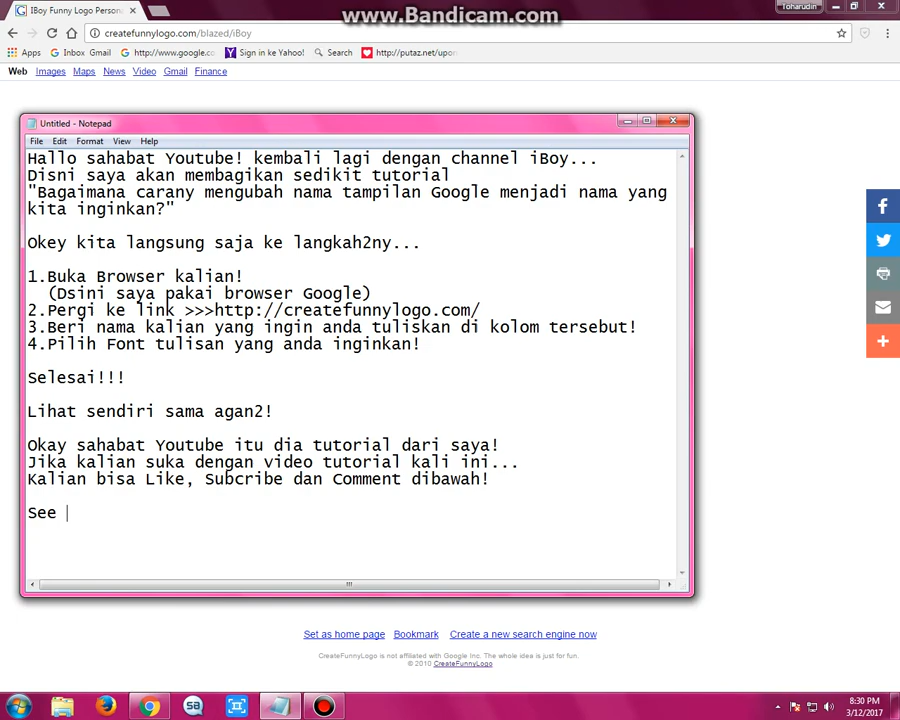 IBoy Funny Logo Person
www.Bandicam.com
Toharudin
createfunnylogo.com/blazed/iBoy
Apps
Inbox Gmail
http://www.google.co
Sign in ke Yahoo!
Search
http://putaz.net/upor
Web Images Maps News Video Gmail Finance
Untitled - Notepad
File Edit Format View Help
Hallo sahabat Youtube! kembali lagi dengan channel iBoy...
Disni saya akan membagikan sedikit tutorial
"Bagaimana carany mengubah nama tampilan Google menjadi nama yang
kita inginkan?"
Okey kita langsung saja ke langkah2ny...
1.Buka Browser kalian!
(Dsini saya pakai browser Google)
2.Pergi ke link >>>http://createfunnylogo.com/
3.Beri nama kalian yang ingin anda tuliskan di kolom tersebut!
4.Pilih Font tulisan yang anda inginkan!
Selesai!!!
Lihat sendiri sama agan2!
Okay sahabat Youtube itu dia tutorial dari saya!
Jika kalian suka dengan video tutorial kali ini...
Kalian bisa Like, Subcribe dan Comment dibawah!
See
Set as home page Bookmark Create a new search engine now
CreateFunnyLogo is not affiliated with Google Inc. The whole idea is just for fun.
© 2010 CreateFunnyLogo
SB
8:30 PM
3/12/2017